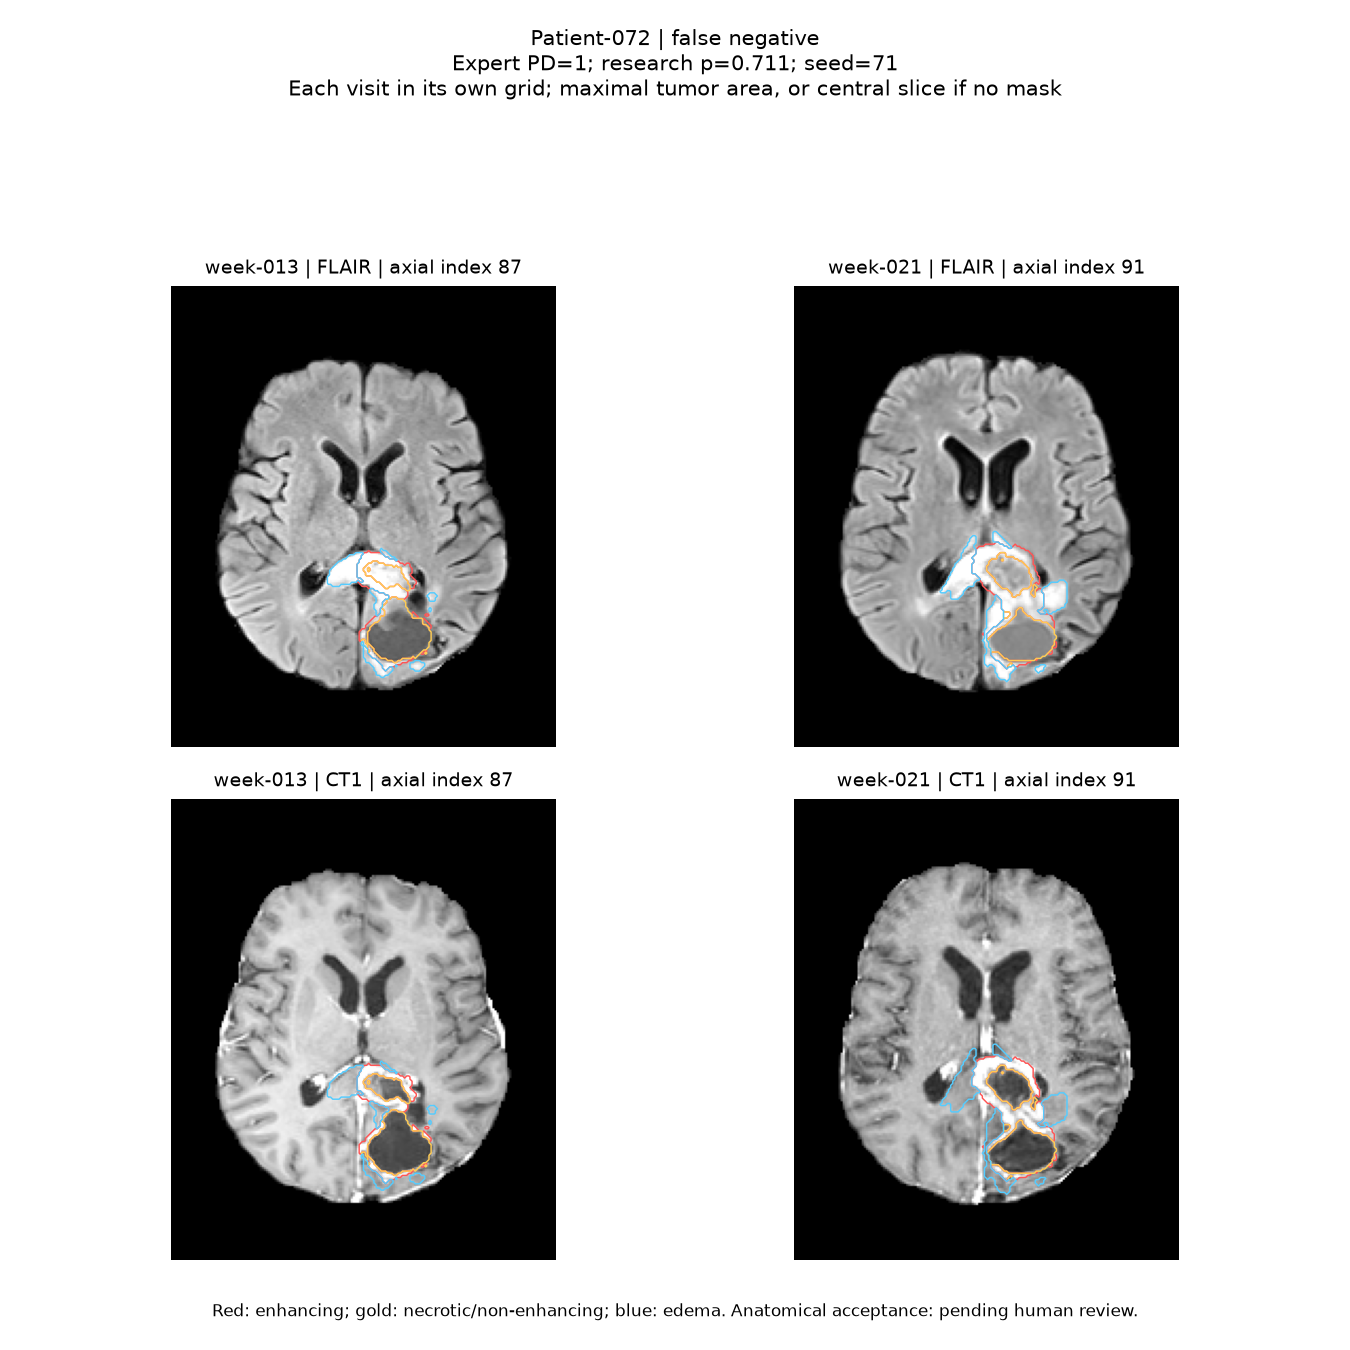 Patient-072 | false negative
Expert PD=1; research p=0.711; seed=71
Each visit in its own grid; maximal tumor area, or central slice if no mask
week-013 | FLAIR | axial index 87
week-021 | FLAIR | axial index 91
week-013 | CT1 | axial index 87
week-021 | CT1 | axial index 91
Red: enhancing; gold: necrotic/non-enhancing; blue: edema. Anatomical acceptance: pending human review.